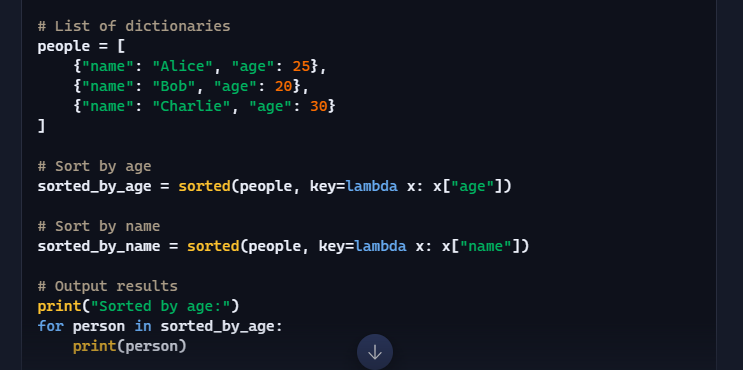 # List of dictionaries
people = [
    {"name": "Alice", "age": 25},
    {"name": "Bob", "age": 20},
    {"name": "Charlie", "age": 30}
]
# Sort by age
sorted_by_age = sorted(people, key=lambda x: x["age"])
# Sort by name
sorted_by_name = sorted(people, key=lambda x: x["name"])
# Output results
print("Sorted by age:")
for person in sorted_by_age:
    print(person)